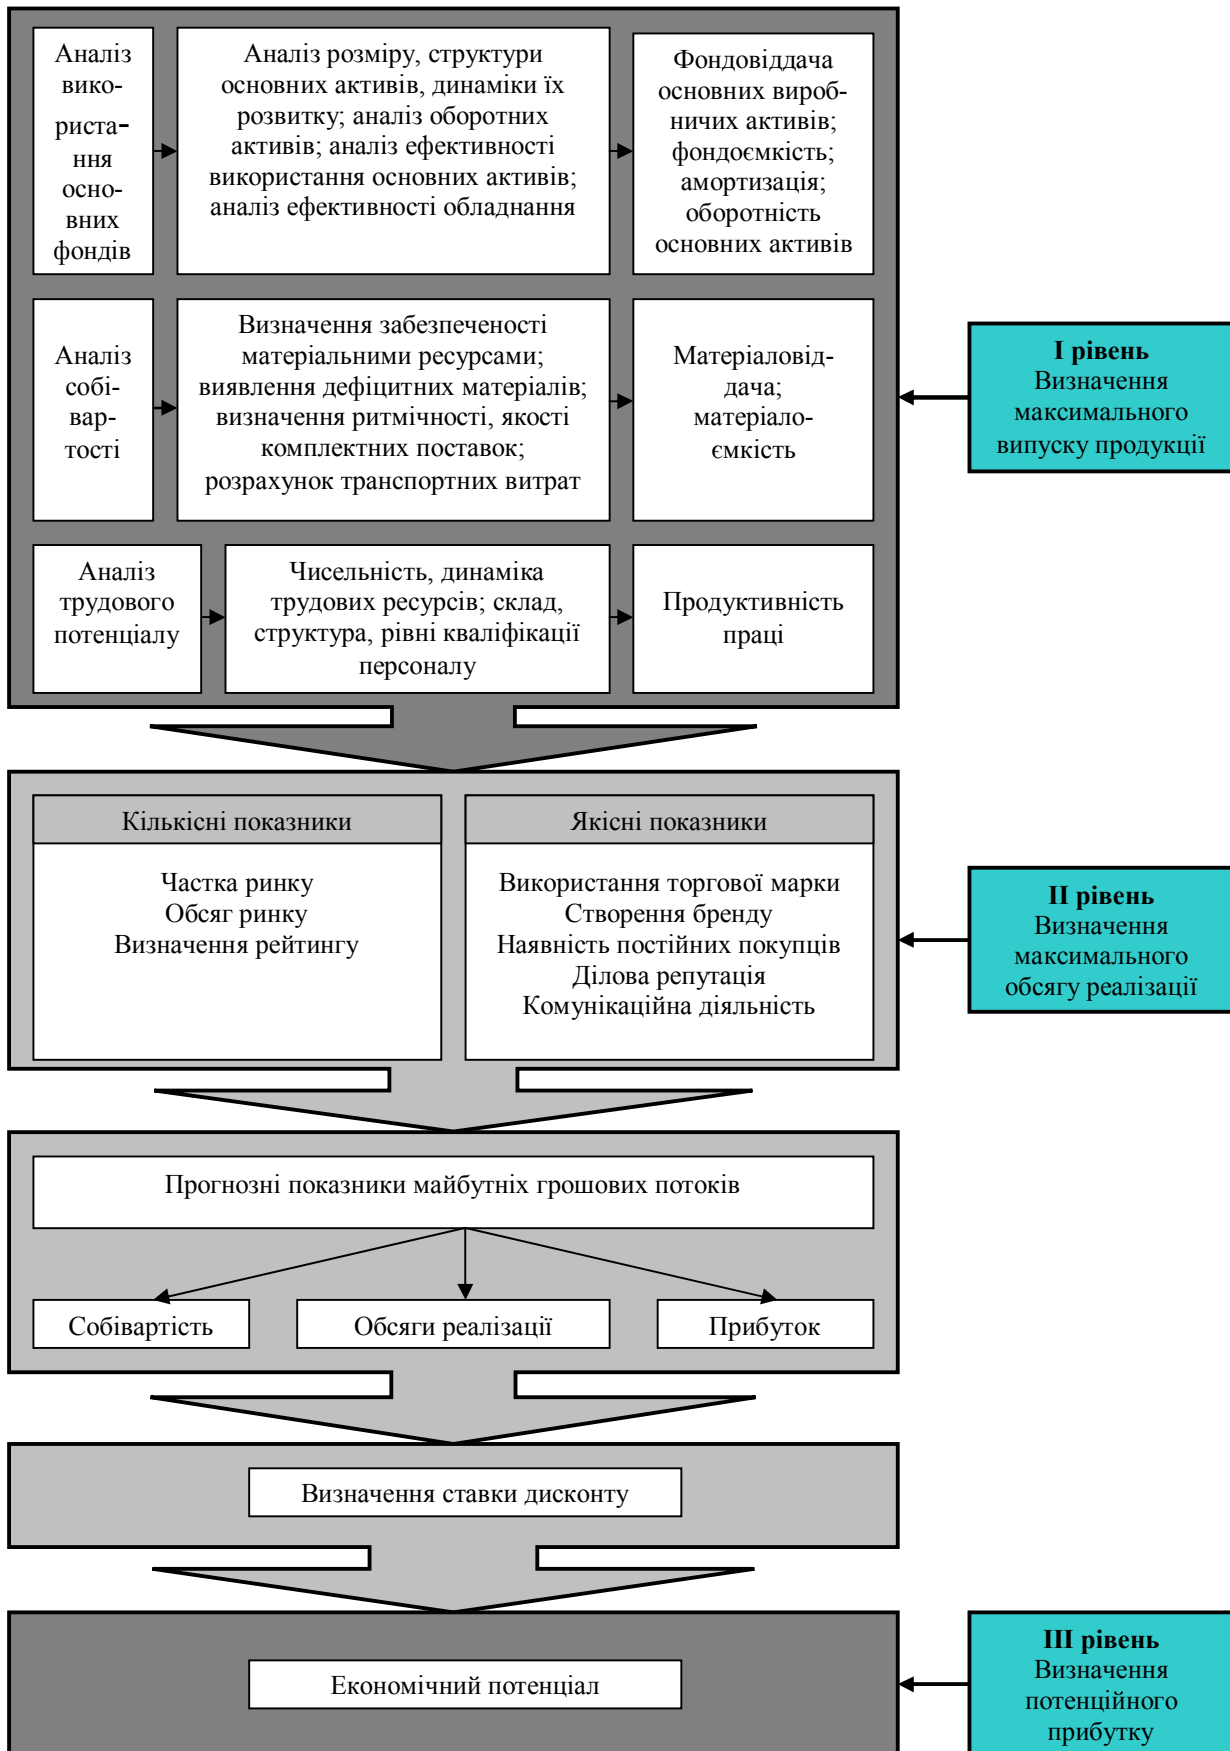 Аналіз
вико-
риста-
ння
осно-
вних
фондів
Аналіз розміру, структури
основних активів, динаміки їх
розвитку; аналіз оборотних
активів; аналіз ефективності
використання основних активів;
аналіз ефективності обладнання
Фондовіддача
основних вироб-
ничих активів;
фондоємкість;
амортизація;
оборотність
основних активів
Аналіз
собі-
вар-
тості
Визначення забезпеченості
матеріальними ресурсами;
виявлення дефіцитних матеріалів;
визначення ритмічності, якості
комплектних поставок;
розрахунок транспортних витрат
Матеріаловід-
дача;
матеріало-
ємкість
I рівень
Визначення
максимального
випуску продукції
Аналіз
трудового
потенціалу
Чисельність, динаміка
трудових ресурсів; склад,
структура, рівні кваліфікації
персоналу
Продуктивність
праці
Кількісні показники
Частка ринку
Обсяг ринку
Визначення рейтингу
Якісні показники
Використання торгової марки
Створення бренду
Наявність постійних покупців
Ділова репутація
Комунікаційна діяльність
II рівень
Визначення
максимального
обсягу реалізації
Прогнозні показники майбутніх грошових потоків
Собівартість
Обсяги реалізації
Прибуток
Визначення ставки дисконту
Економічний потенціал
III рівень
Визначення
потенційного
прибутку